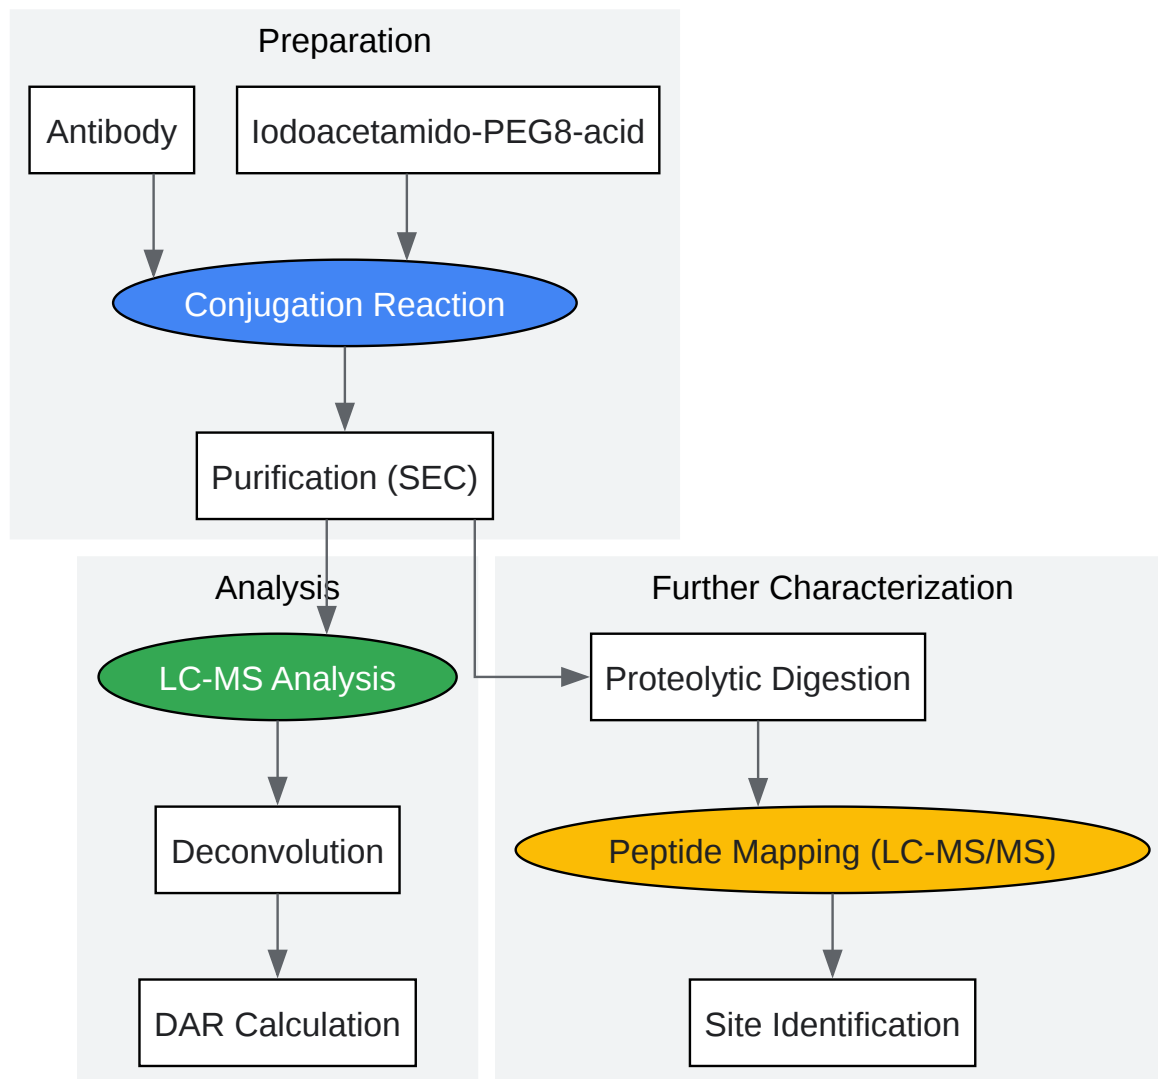 Preparation
Antibody
Iodoacetamido-PEG8-acid
Conjugation Reaction
Purification (SEC)
Analysis
LC-MS Analysis
Deconvolution
DAR Calculation
Further Characterization
Proteolytic Digestion
Peptide Mapping (LC-MS/MS)
Site Identification